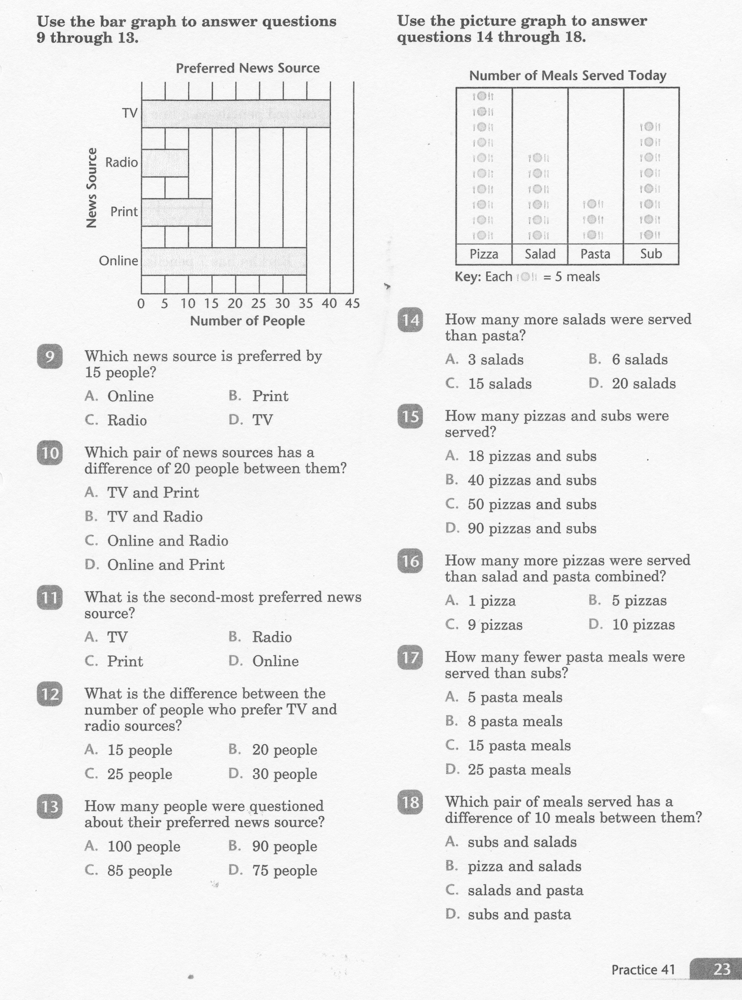 Use the bar graph to answer questions
9 through 13.
Preferred News Source
TV
Radio
Print
Online
News Source
0 5 10 15 20 25 30 35 40 45
Number of People
9 Which news source is preferred by
15 people?
A. Online B. Print
C. Radio D. TV
10 Which pair of news sources has a
difference of 20 people between them?
A. TV and Print
B. TV and Radio
C. Online and Radio
D. Online and Print
11 What is the second-most preferred news
source?
A. TV B. Radio
C. Print D. Online
12 What is the difference between the
number of people who prefer TV and
radio sources?
A. 15 people B. 20 people
C. 25 people D. 30 people
13 How many people were questioned
about their preferred news source?
A. 100 people B. 90 people
C. 85 people D. 75 people
Use the picture graph to answer
questions 14 through 18.
Number of Meals Served Today
Pizza Salad Pasta Sub
Key: Each = 5 meals
14 How many more salads were served
than pasta?
A. 3 salads B. 6 salads
C. 15 salads D. 20 salads
15 How many pizzas and subs were
served?
A. 18 pizzas and subs
B. 40 pizzas and subs
C. 50 pizzas and subs
D. 90 pizzas and subs
16 How many more pizzas were served
than salad and pasta combined?
A. 1 pizza B. 5 pizzas
C. 9 pizzas D. 10 pizzas
17 How many fewer pasta meals were
served than subs?
A. 5 pasta meals
B. 8 pasta meals
C. 15 pasta meals
D. 25 pasta meals
18 Which pair of meals served has a
difference of 10 meals between them?
A. subs and salads
B. pizza and salads
C. salads and pasta
D. subs and pasta
Practice 41 23